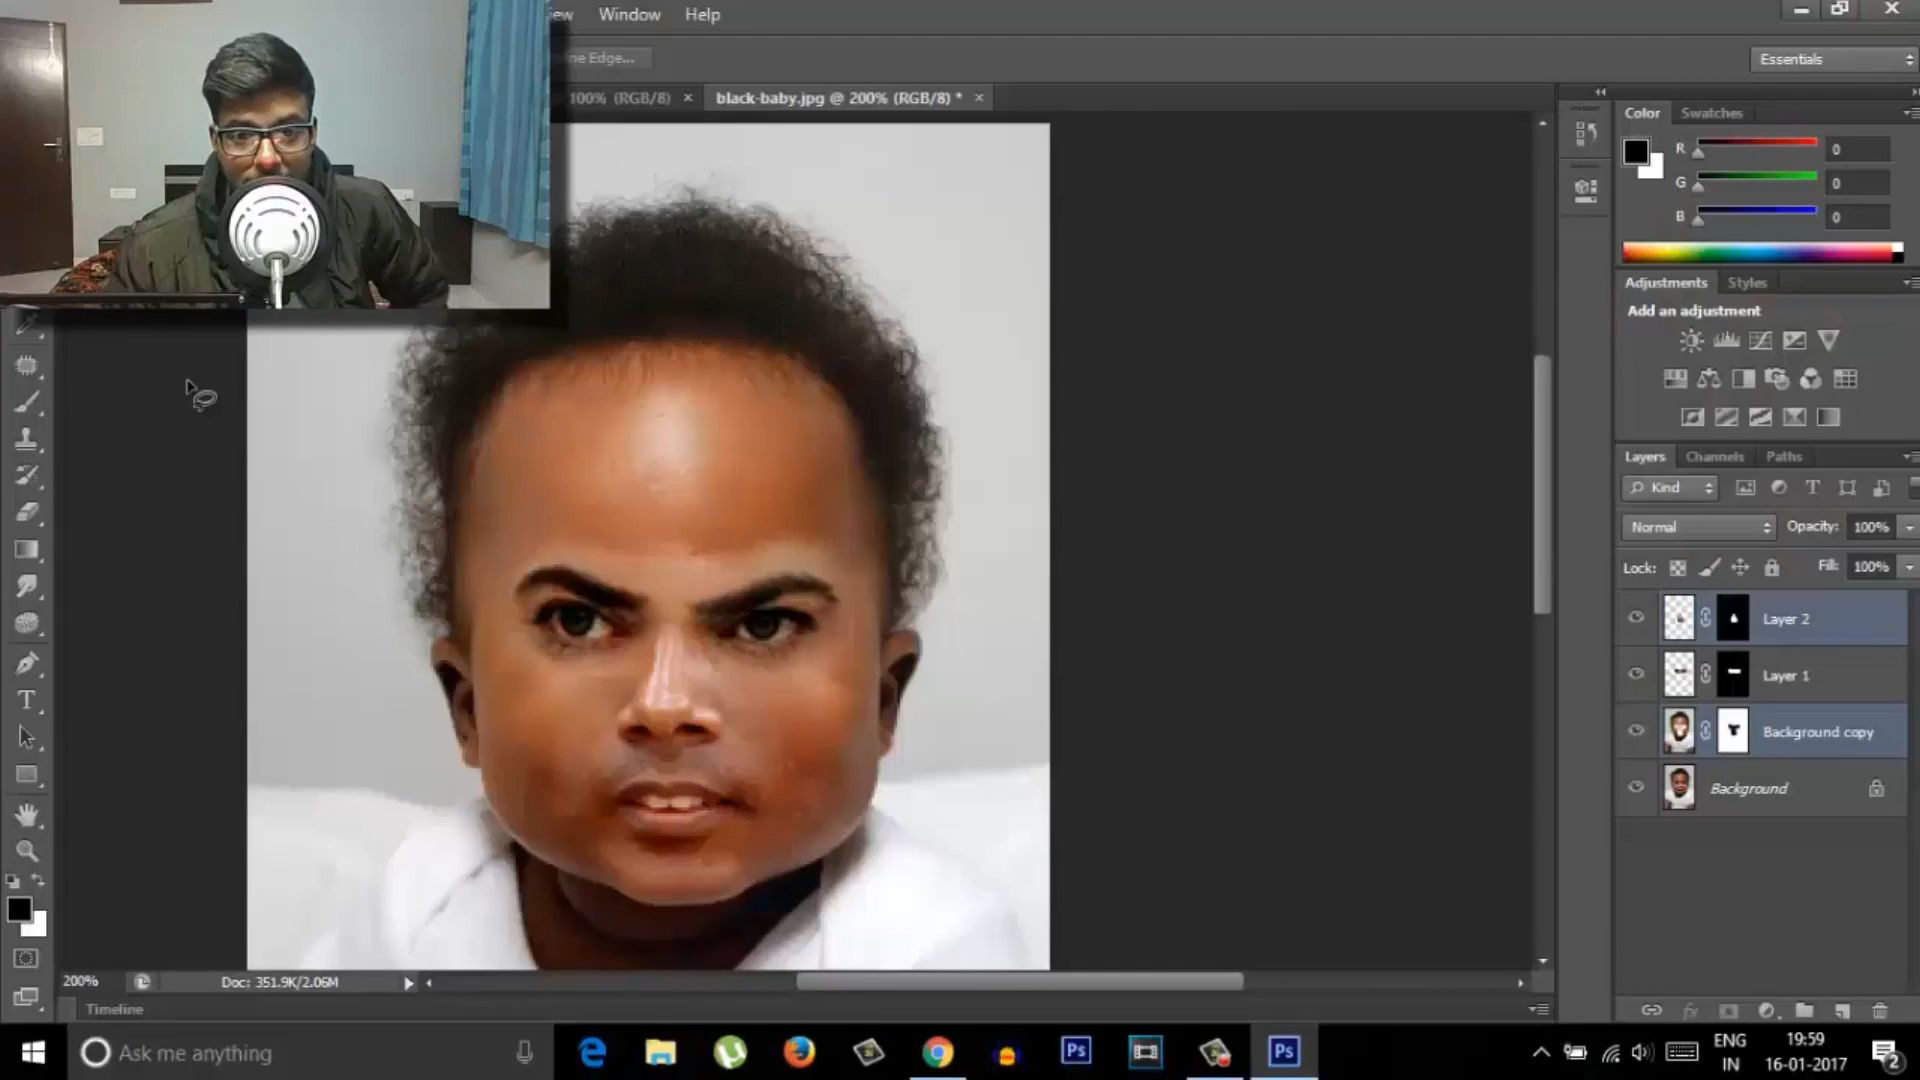 Window Help
Edge...
Essentials
100% (RGB/8) ×
black-baby.jpg @ 200% (RGB/8) * ×
Color Swatches
R 0
G 0
B 0
Adjustments Styles
Add an adjustment
Layers Channels Paths
Kind
Normal Opacity: 100%
Lock: Fill: 100%
Layer 2
Layer 1
Background copy
Background
200% Doc: 351.9K/2.06M
Timeline
Ask me anything
Ps
Ps
ENG
IN
19:59
16-01-2017
2